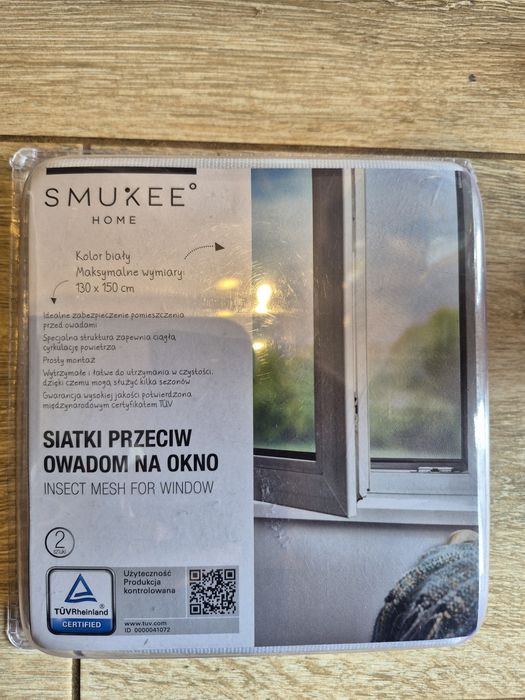 SMUKEE°
HOME
Kolor biały
Maksymalne wymiary:
130 x 150 cm
Idealne zabezpieczenie pomieszczenia
przed owadami
Specjalna struktura zapewnia ciągłą
cyrkulację powietrza
Prosty montaż
Wytrzymałe i łatwe do utrzymania w czystości,
dzięki czemu mogą służyć kilka sezonów
Gwarancja wysokiej jakości potwierdzona
międzynarodowym certyfikatem TÜV
SIATKI PRZECIW
OWADOM NA OKNO
INSECT MESH FOR WINDOW
2
sztuki
TÜVRheinland
CERTIFIED
Użyteczność
Produkcja
kontrolowana
www.tuv.com
ID 0000041072